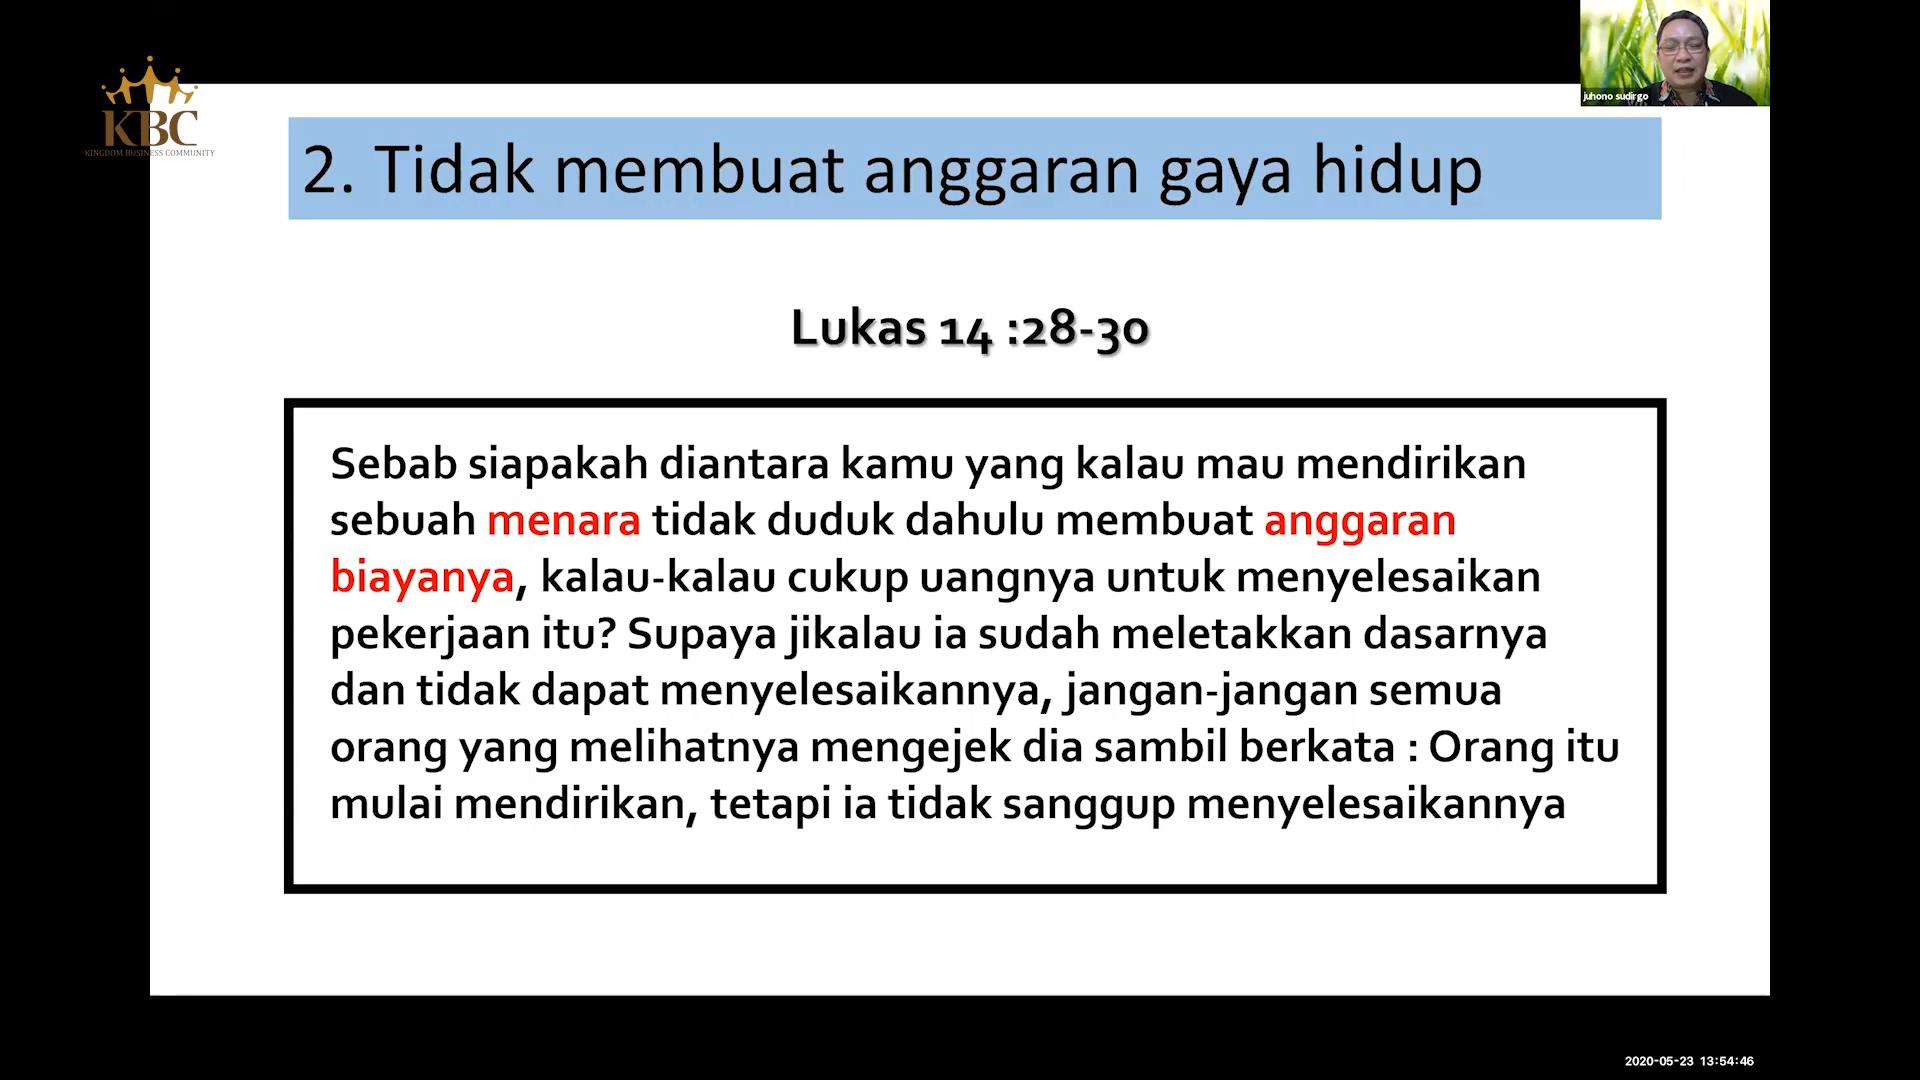 KBC
KINGDOM BUSINESS COMMUNITY
juhono sudirgo
2. Tidak membuat anggaran gaya hidup
Lukas 14 :28-30
Sebab siapakah diantara kamu yang kalau mau mendirikan
sebuah menara tidak duduk dahulu membuat anggaran
biayanya, kalau-kalau cukup uangnya untuk menyelesaikan
pekerjaan itu? Supaya jikalau ia sudah meletakkan dasarnya
dan tidak dapat menyelesaikannya, jangan-jangan semua
orang yang melihatnya mengejek dia sambil berkata : Orang itu
mulai mendirikan, tetapi ia tidak sanggup menyelesaikannya
2020-05-23 13:54:46